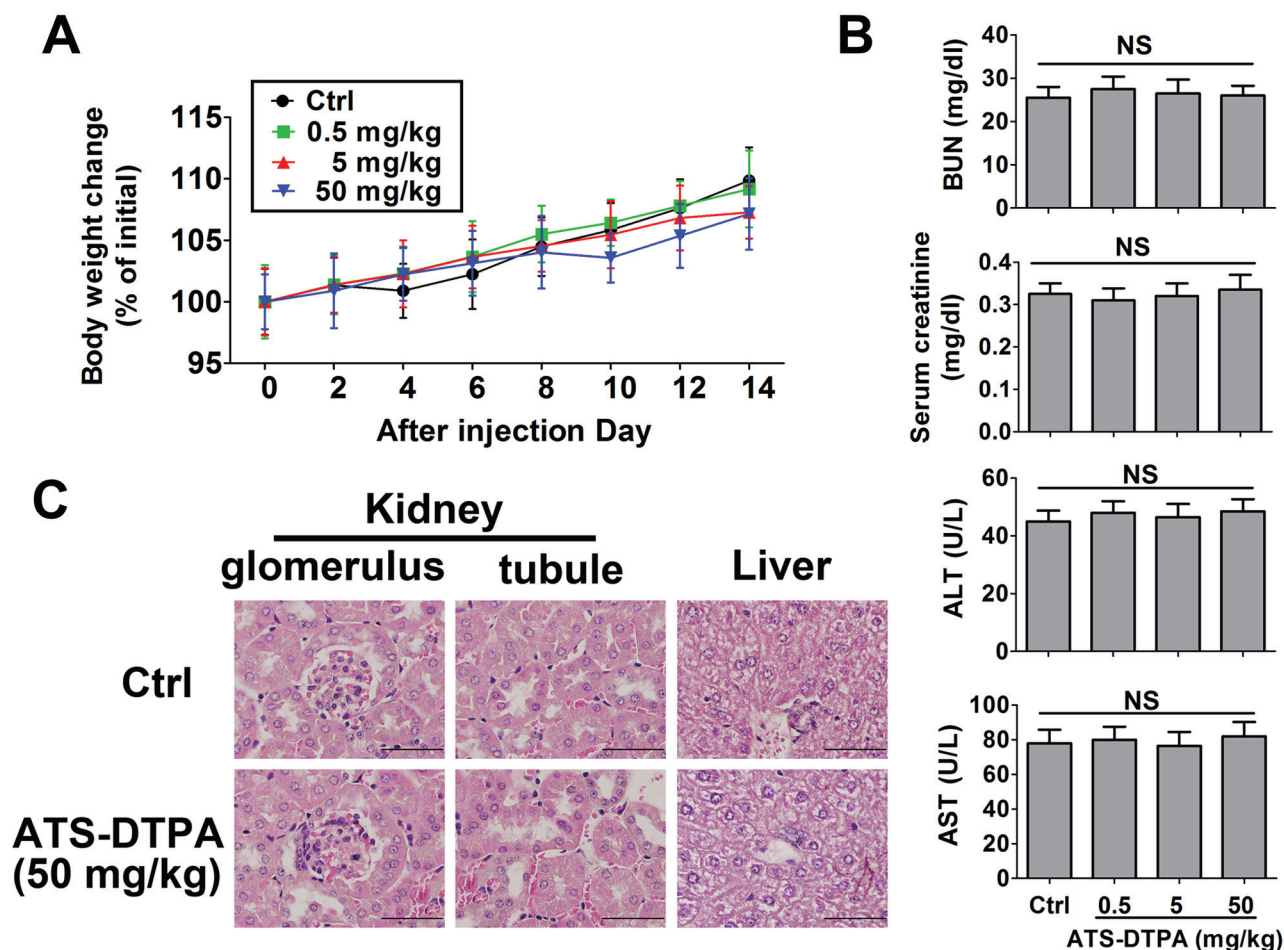 A
Ctrl
0.5 mg/kg
5 mg/kg
50 mg/kg
Body weight change
(% of initial)
115
110
105
100
95
0 2 4 6 8 10 12 14
After injection Day
B
BUN (mg/dl)
40
30
20
10
0
NS
Serum creatinine
(mg/dl)
0.4
0.3
0.2
0.1
0.0
NS
ALT (U/L)
60
40
20
0
NS
AST (U/L)
100
80
60
40
20
0
NS
Ctrl 0.5 5 50
ATS-DTPA (mg/kg)
C
Kidney
glomerulus tubule Liver
Ctrl
ATS-DTPA
(50 mg/kg)